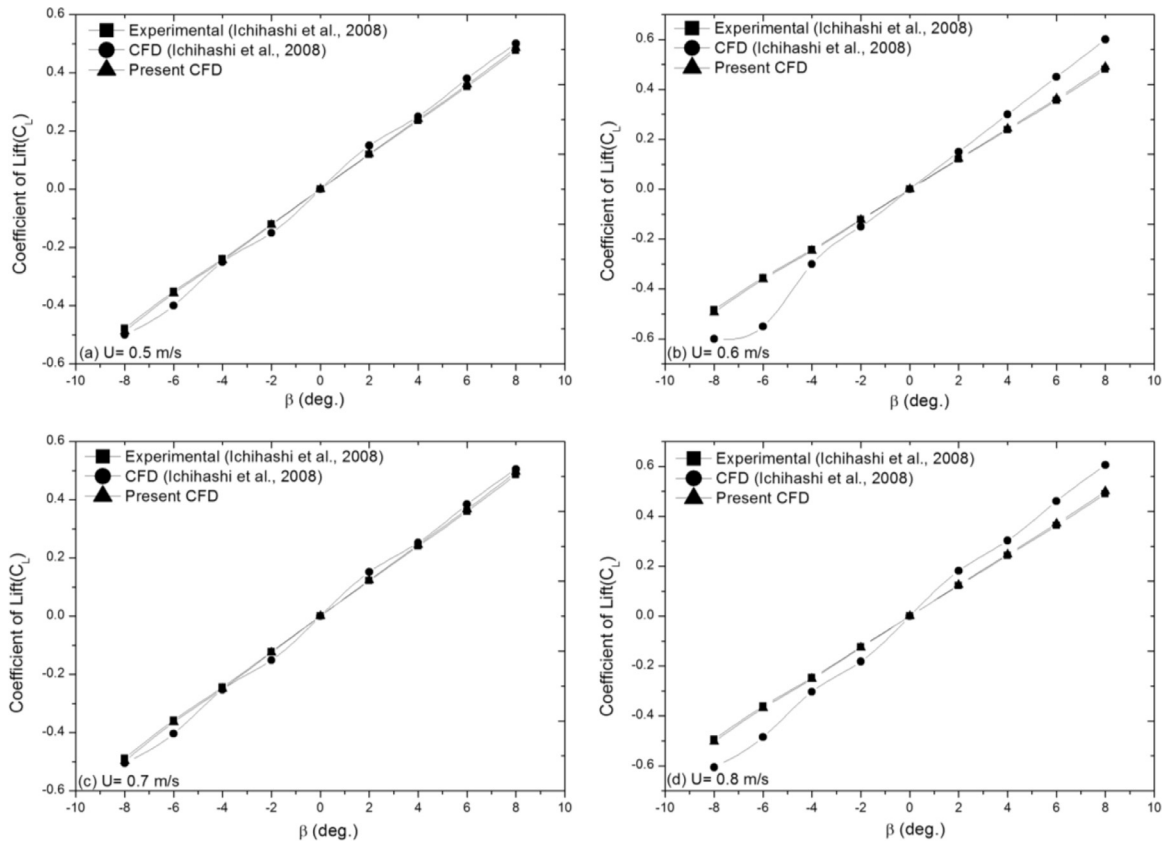 Experimental (Ichihashi et al., 2008)
CFD (Ichihashi et al., 2008)
Present CFD
Coefficient of Lift(C_L)
0.6
0.4
0.2
0.0
-0.2
-0.4
-0.6
(a) U= 0.5 m/s
-10 -8 -6 -4 -2 0 2 4 6 8 10
β (deg.)
Experimental (Ichihashi et al., 2008)
CFD (Ichihashi et al., 2008)
Present CFD
Coefficient of Lift(C_L)
0.6
0.4
0.2
0.0
-0.2
-0.4
-0.6
(b) U= 0.6 m/s
-10 -8 -6 -4 -2 0 2 4 6 8 10
β (deg.)
Experimental (Ichihashi et al., 2008)
CFD (Ichihashi et al., 2008)
Present CFD
Coefficient of Lift(C_L)
0.6
0.4
0.2
0.0
-0.2
-0.4
-0.6
(c) U= 0.7 m/s
-10 -8 -6 -4 -2 0 2 4 6 8 10
β (deg.)
Experimental (Ichihashi et al., 2008)
CFD (Ichihashi et al., 2008)
Present CFD
Coefficient of Lift(C_L)
0.6
0.4
0.2
0.0
-0.2
-0.4
-0.6
(d) U= 0.8 m/s
-10 -8 -6 -4 -2 0 2 4 6 8 10
β (deg.)